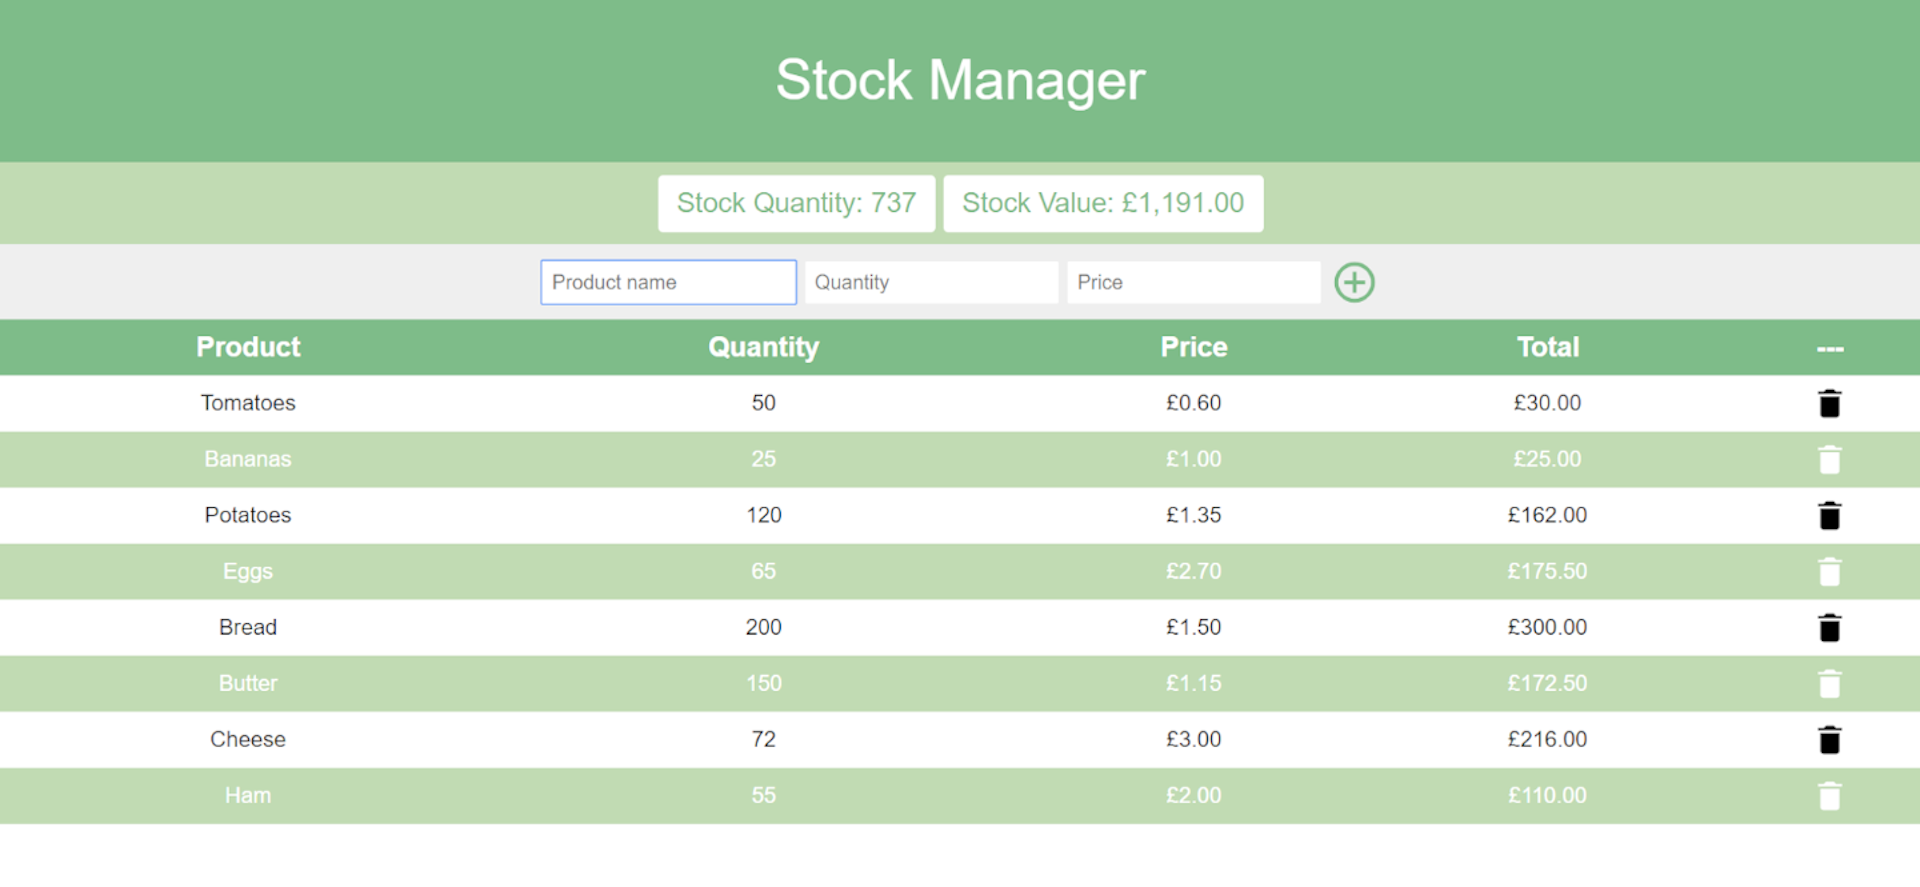 Stock Manager
Stock Quantity: 737 Stock Value: £1,191.00
Product name Quantity Price
Product Quantity Price Total ---
Tomatoes 50 £0.60 £30.00
Bananas 25 £1.00 £25.00
Potatoes 120 £1.35 £162.00
Eggs 65 £2.70 £175.50
Bread 200 £1.50 £300.00
Butter 150 £1.15 £172.50
Cheese 72 £3.00 £216.00
Ham 55 £2.00 £110.00